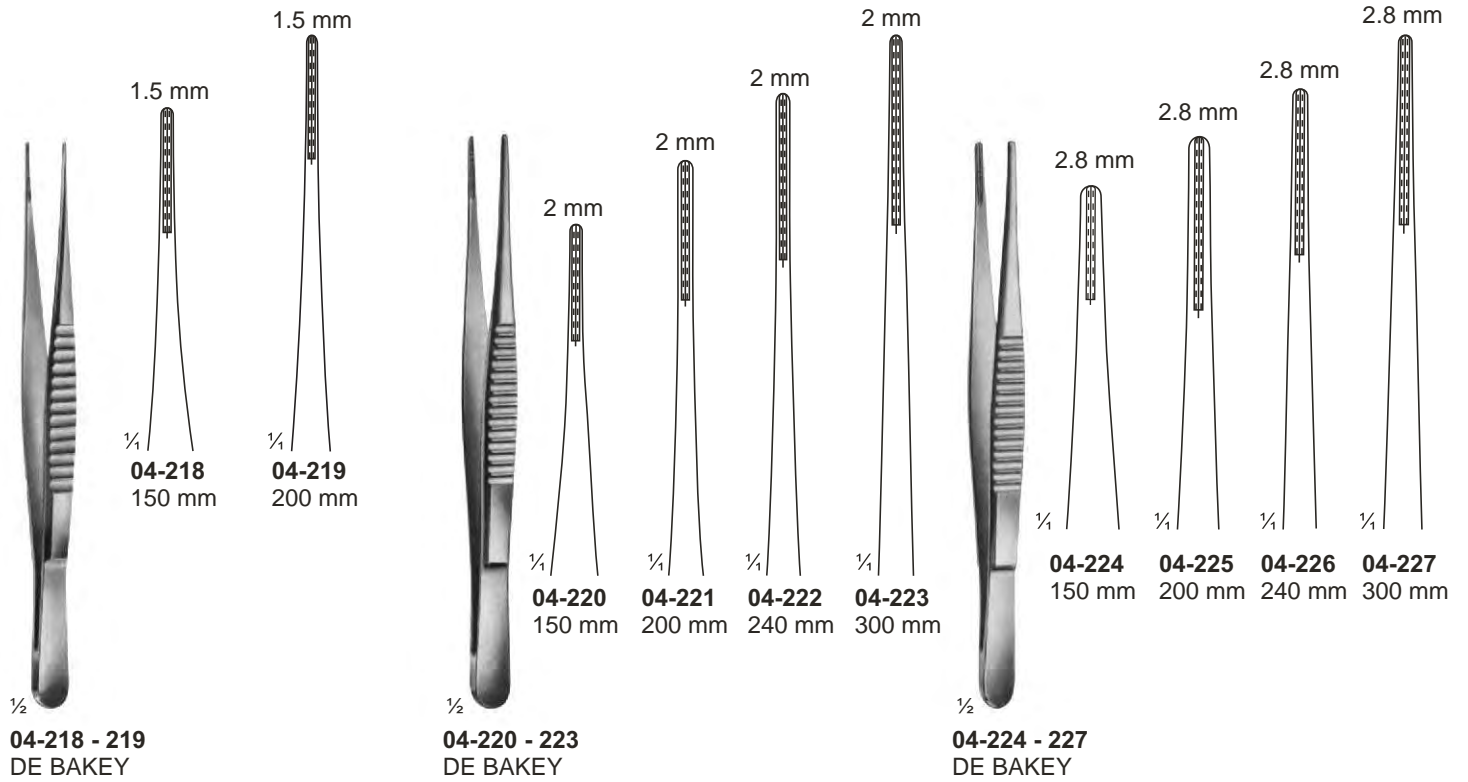 1.5 mm
1.5 mm
¹⁄₁
04-218
150 mm
¹⁄₁
04-219
200 mm
½
04-218 - 219
DE BAKEY
2 mm
2 mm
2 mm
2 mm
¹⁄₁
04-220
150 mm
¹⁄₁
04-221
200 mm
¹⁄₁
04-222
240 mm
¹⁄₁
04-223
300 mm
½
04-220 - 223
DE BAKEY
2.8 mm
2.8 mm
2.8 mm
2.8 mm
¹⁄₁
04-224
150 mm
¹⁄₁
04-225
200 mm
¹⁄₁
04-226
240 mm
¹⁄₁
04-227
300 mm
½
04-224 - 227
DE BAKEY